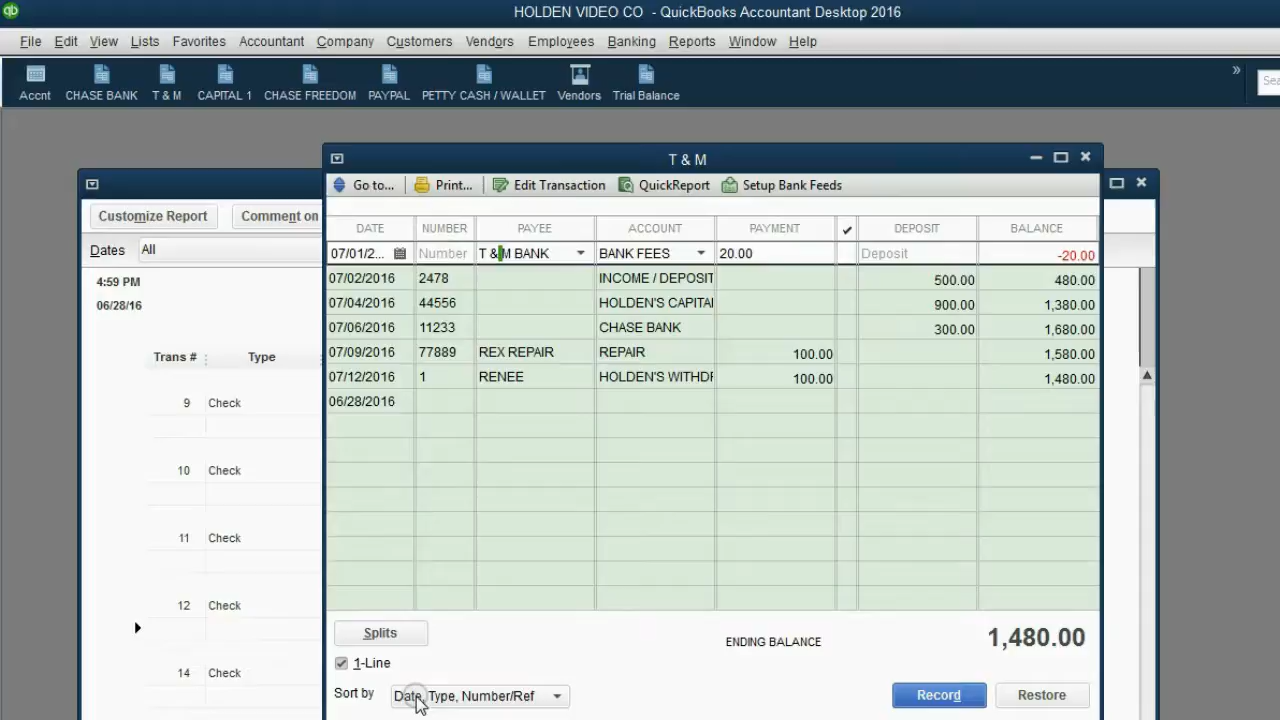 qb
HOLDEN VIDEO CO - QuickBooks Accountant Desktop 2016
File Edit View Lists Favorites Accountant Company Customers Vendors Employees Banking Reports Window Help
Accnt CHASE BANK T & M CAPITAL 1 CHASE FREEDOM PAYPAL PETTY CASH / WALLET Vendors Trial Balance » Sea
T & M
Go to... Print... Edit Transaction QuickReport Setup Bank Feeds
Customize Report Comment on
Dates All
4:59 PM
06/28/16
Trans # Type
9 Check
10 Check
11 Check
12 Check
14 Check
DATE NUMBER PAYEE ACCOUNT PAYMENT ✓ DEPOSIT BALANCE
07/01/2... Number T & M BANK BANK FEES 20.00 Deposit -20.00
07/02/2016 2478 INCOME / DEPOSIT 500.00 480.00
07/04/2016 44556 HOLDEN'S CAPITAL 900.00 1,380.00
07/06/2016 11233 CHASE BANK 300.00 1,680.00
07/09/2016 77889 REX REPAIR REPAIR 100.00 1,580.00
07/12/2016 1 RENEE HOLDEN'S WITHDR 100.00 1,480.00
06/28/2016
Splits
ENDING BALANCE 1,480.00
1-Line
Sort by Date, Type, Number/Ref
Record Restore